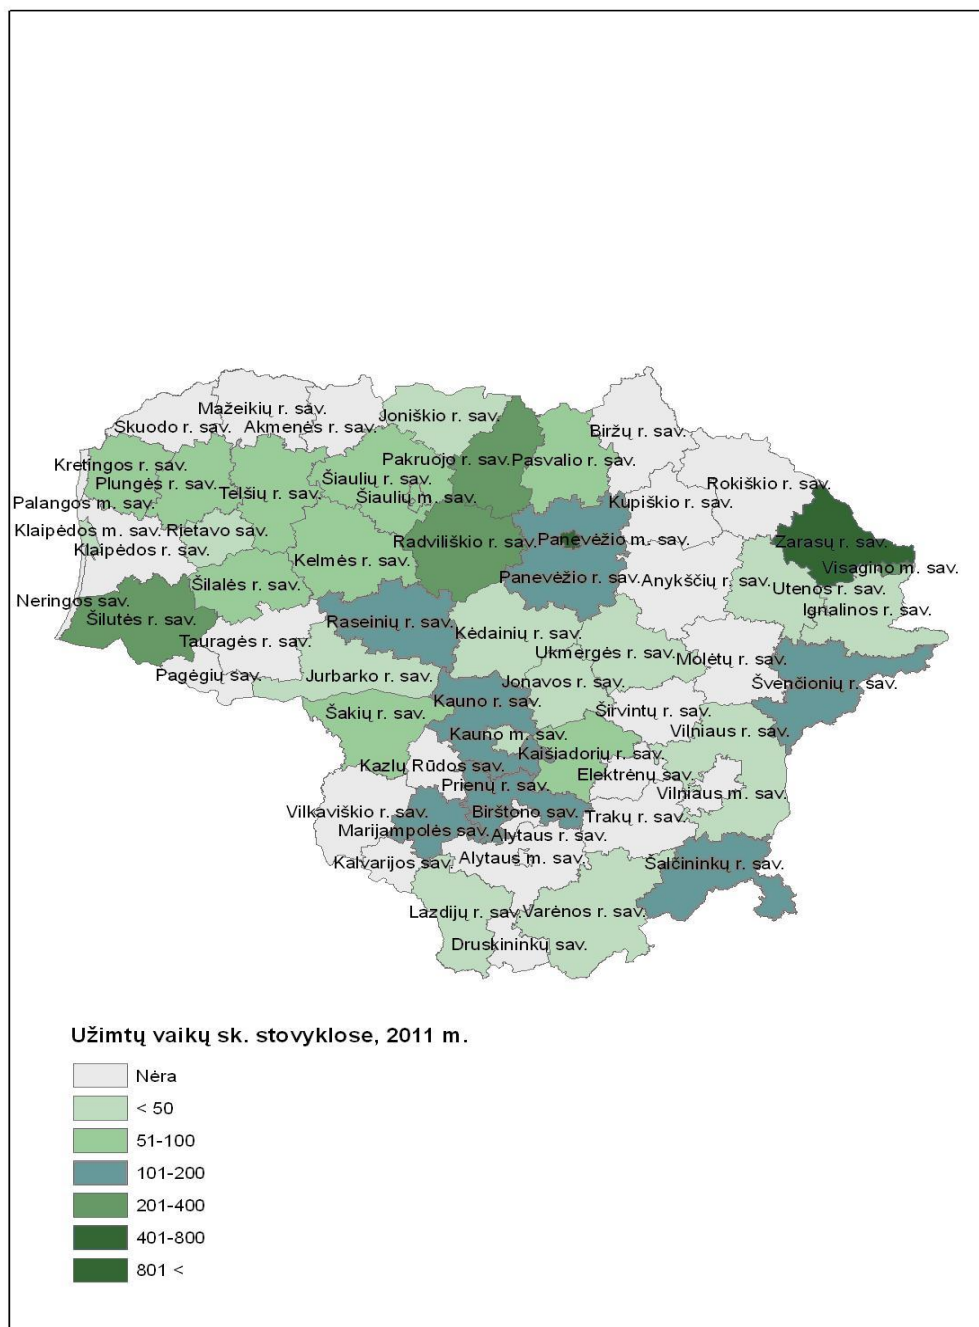 Mažeikių r. sav.
Skuodo r. sav.
Akmenės r. sav.
Joniškio r. sav.
Biržų r. sav.
Kretingos r. sav.
Plungės r. sav.
Telšių r. sav.
Šiaulių r. sav.
Šiaulių m. sav.
Pakruojo r. sav.
Pasvalio r. sav.
Rokiškio r. sav.
Kupiškio r. sav.
Palangos m. sav.
Klaipėdos m. sav.
Rietavo sav.
Klaipėdos r. sav.
Kelmės r. sav.
Radviliškio r. sav.
Panevėžio m. sav.
Panevėžio r. sav.
Anykščių r. sav.
Zarasų r. sav.
Visagino m. sav.
Utenos r. sav.
Ignalinos r. sav.
Neringos sav.
Šilutės r. sav.
Šilalės r. sav.
Raseinių r. sav.
Kėdainių r. sav.
Tauragės r. sav.
Ukmergės r. sav.
Molėtų r. sav.
Švenčionių r. sav.
Pagėgių sav.
Jurbarko r. sav.
Jonavos r. sav.
Šakių r. sav.
Kauno r. sav.
Širvintų r. sav.
Kauno m. sav.
Vilniaus r. sav.
Kaišiadorių r. sav.
Kazlų Rūdos sav.
Elektrėnų sav.
Prienų r. sav.
Vilniaus m. sav.
Vilkaviškio r. sav.
Birštono sav.
Trakų r. sav.
Marijampolės sav.
Alytaus r. sav.
Kalvarijos sav.
Alytaus m. sav.
Šalčininkų r. sav.
Lazdijų r. sav.
Varėnos r. sav.
Druskininkų sav.
Užimtų vaikų sk. stovyklose, 2011 m.
Nėra
< 50
51-100
101-200
201-400
401-800
801 <